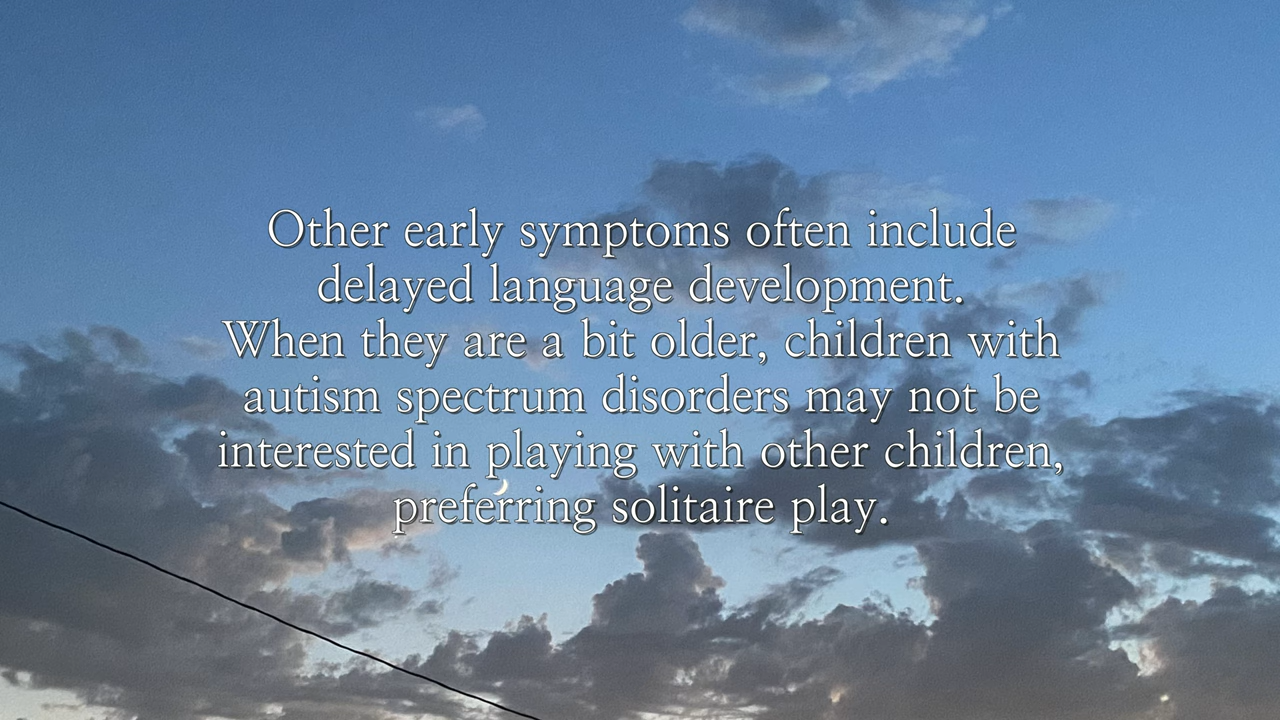 Other early symptoms often include
delayed language development.
When they are a bit older, children with
autism spectrum disorders may not be
interested in playing with other children,
preferring solitaire play.